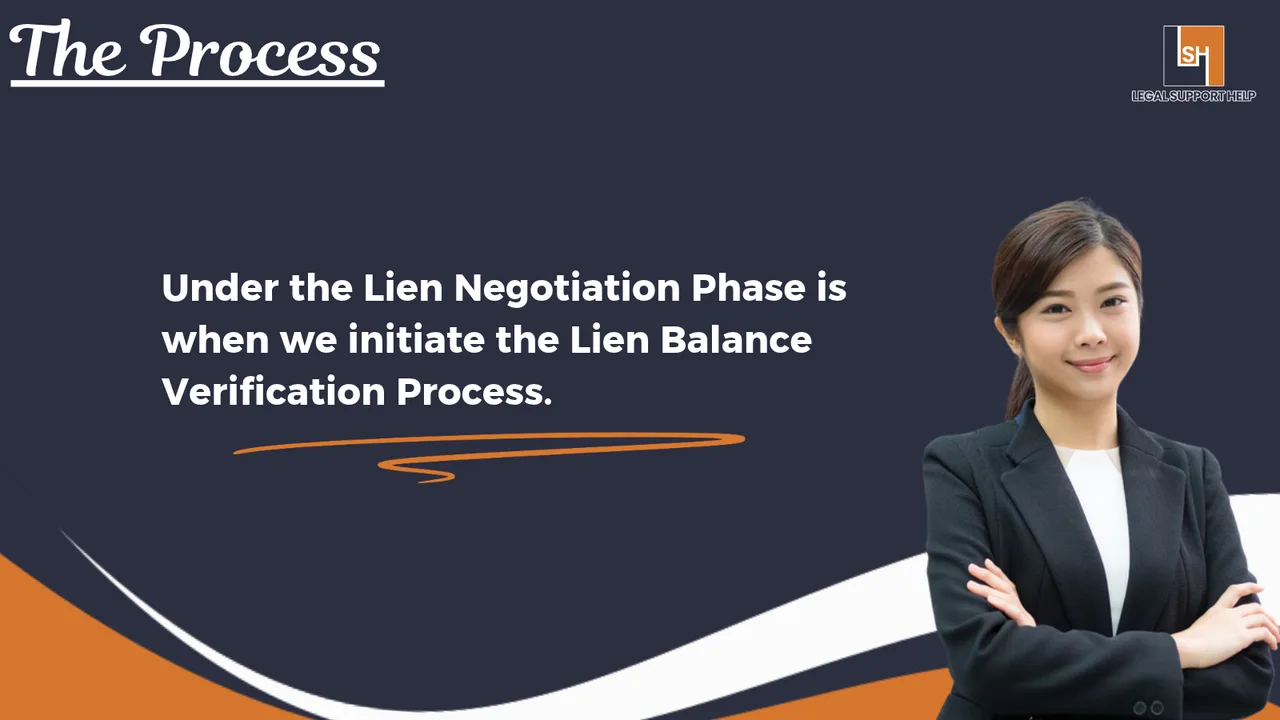 The Process
LSH
LEGAL SUPPORT HELP
Under the Lien Negotiation Phase is
when we initiate the Lien Balance
Verification Process.